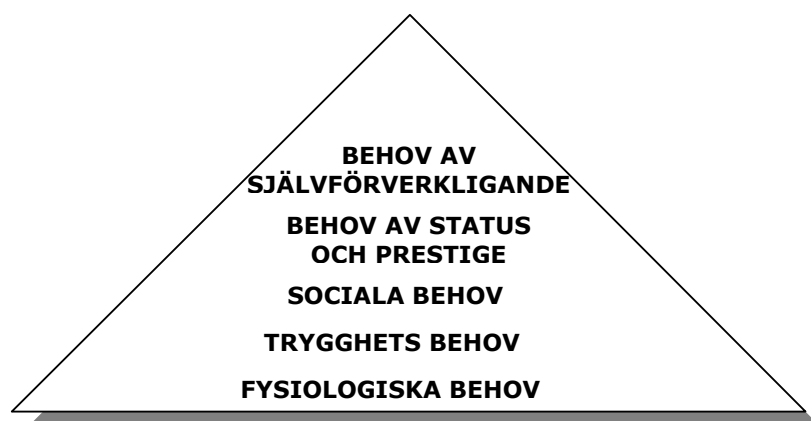 BEHOV AV
SJÄLVFÖRVERKLIGANDE
BEHOV AV STATUS
OCH PRESTIGE
SOCIALA BEHOV
TRYGGHETS BEHOV
FYSIOLOGISKA BEHOV